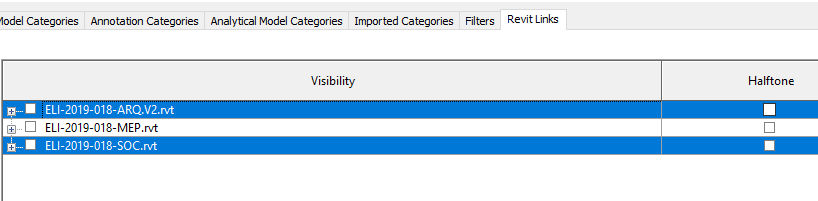 Model Categories Annotation Categories Analytical Model Categories Imported Categories Filters Revit Links
Visibility Halftone
ELI-2019-018-ARQ.V2.rvt
ELI-2019-018-MEP.rvt
ELI-2019-018-SOC.rvt